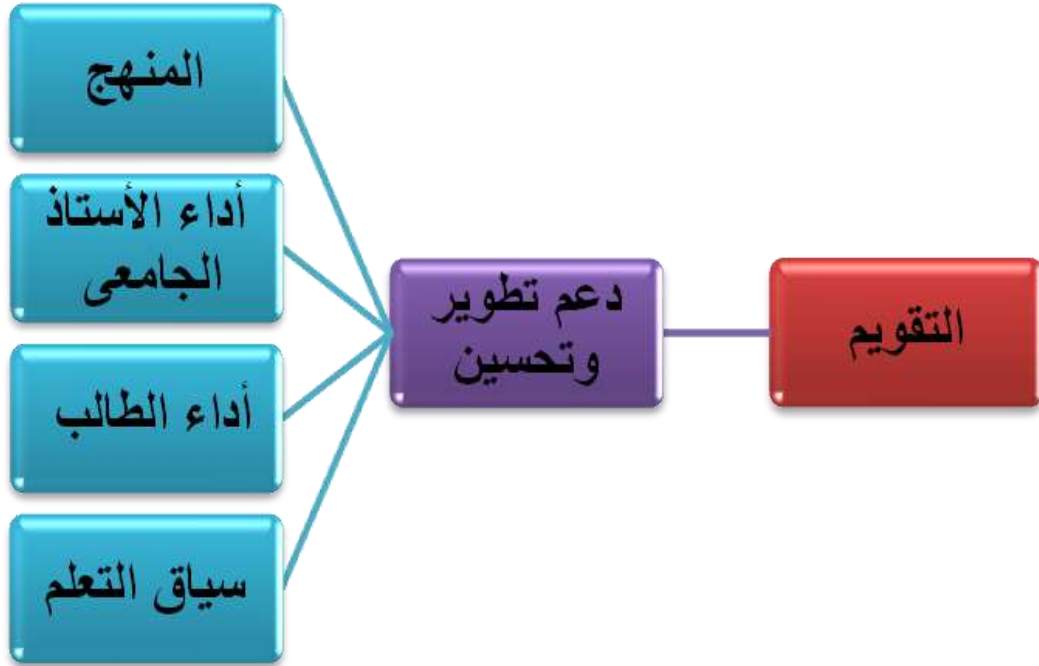 التقويم
دعم تطوير
وتحسين
المنهج
أداء الأستاذ
الجامعى
أداء الطالب
سياق التعلم